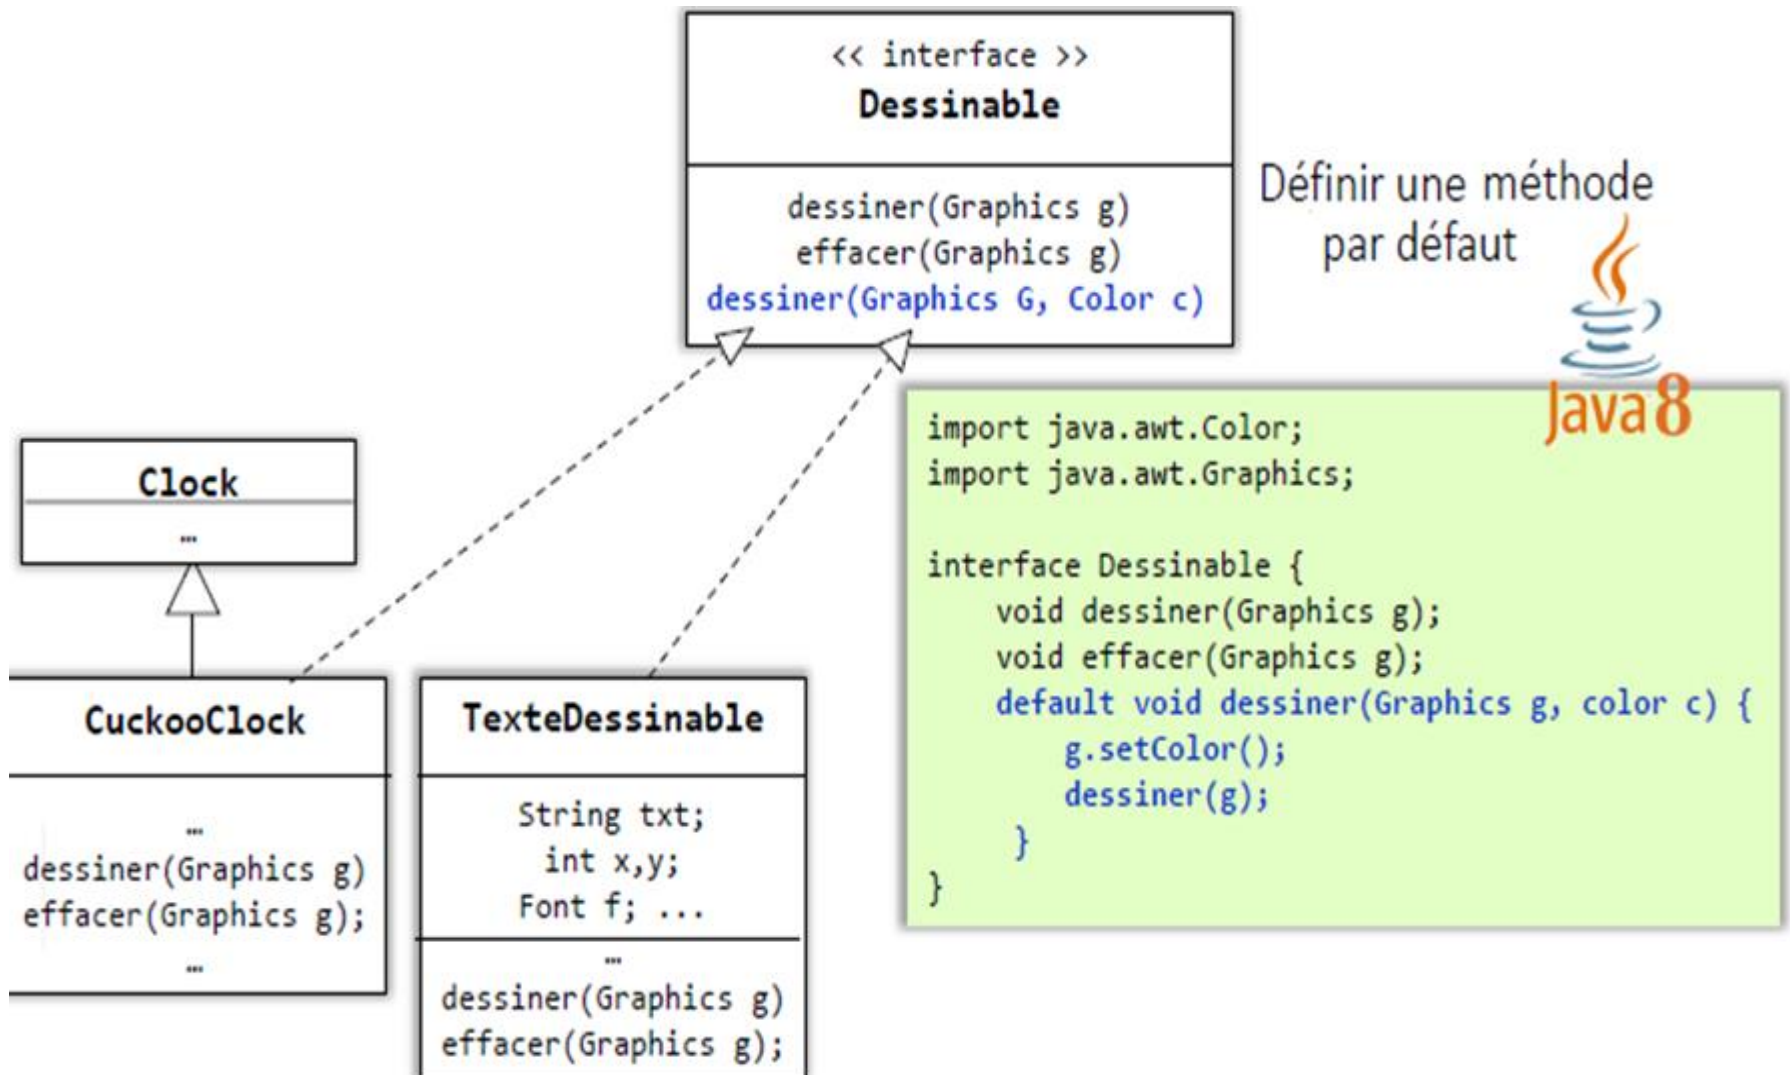 << interface >>
Dessinable
dessiner(Graphics g)
effacer(Graphics g)
dessiner(Graphics G, Color c)
Définir une méthode
par défaut
Java 8
Clock
...
CuckooClock
...
dessiner(Graphics g)
effacer(Graphics g);
...
TexteDessinable
String txt;
int x,y;
Font f; ...
...
dessiner(Graphics g)
effacer(Graphics g);
import java.awt.Color;
import java.awt.Graphics;
interface Dessinable {
void dessiner(Graphics g);
void effacer(Graphics g);
default void dessiner(Graphics g, color c) {
g.setColor();
dessiner(g);
}
}